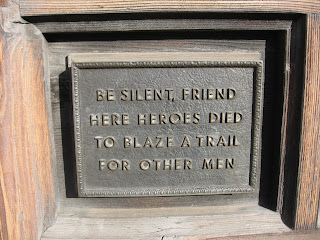 BE SILENT, FRIEND
HERE HEROES DIED
TO BLAZE A TRAIL
FOR OTHER MEN